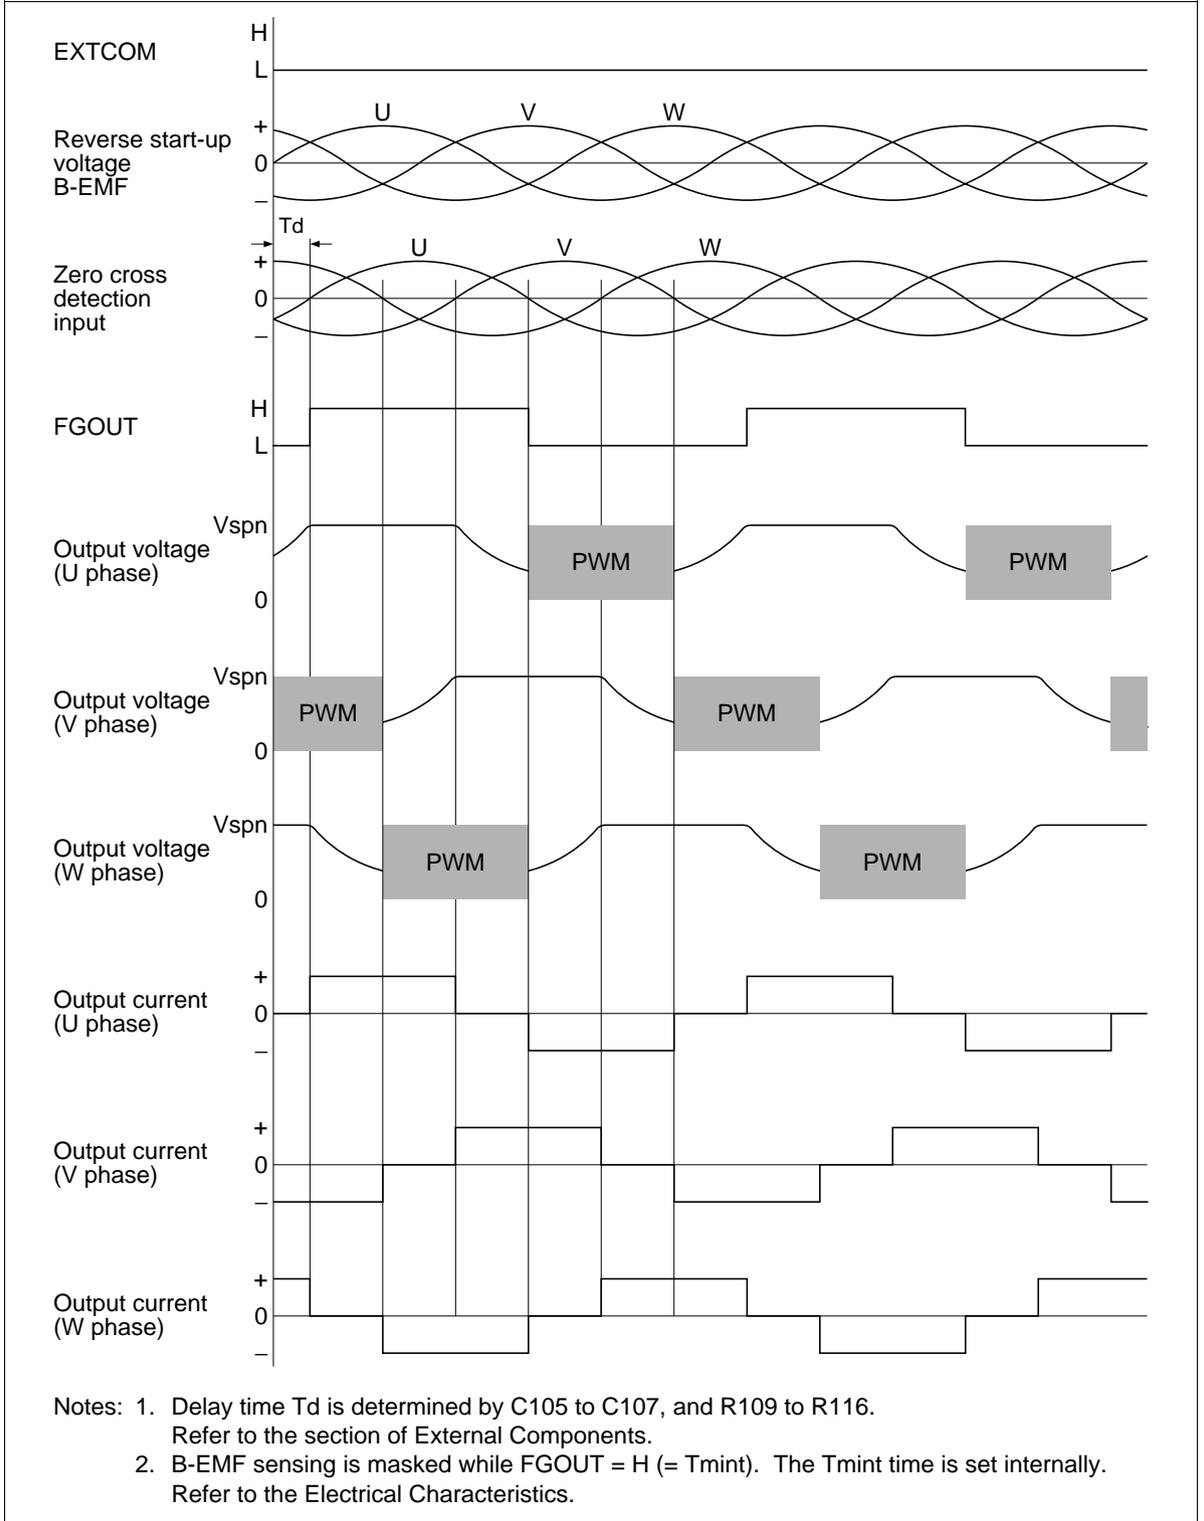 H
EXTCOM
L
U V W
+
Reverse start-up
voltage
0
B-EMF
–
Td
U V W
+
Zero cross
detection
0
input
–
H
FGOUT
L
Vspn
Output voltage
(U phase)
PWM PWM
0
Vspn
Output voltage
(V phase)
PWM PWM
0
Vspn
Output voltage
(W phase)
PWM PWM
0
+
Output current
0
(U phase)
–
+
Output current
0
(V phase)
–
+
Output current
0
(W phase)
–
Notes: 1. Delay time Td is determined by C105 to C107, and R109 to R116.
Refer to the section of External Components.
2. B-EMF sensing is masked while FGOUT = H (= Tmint). The Tmint time is set internally.
Refer to the Electrical Characteristics.